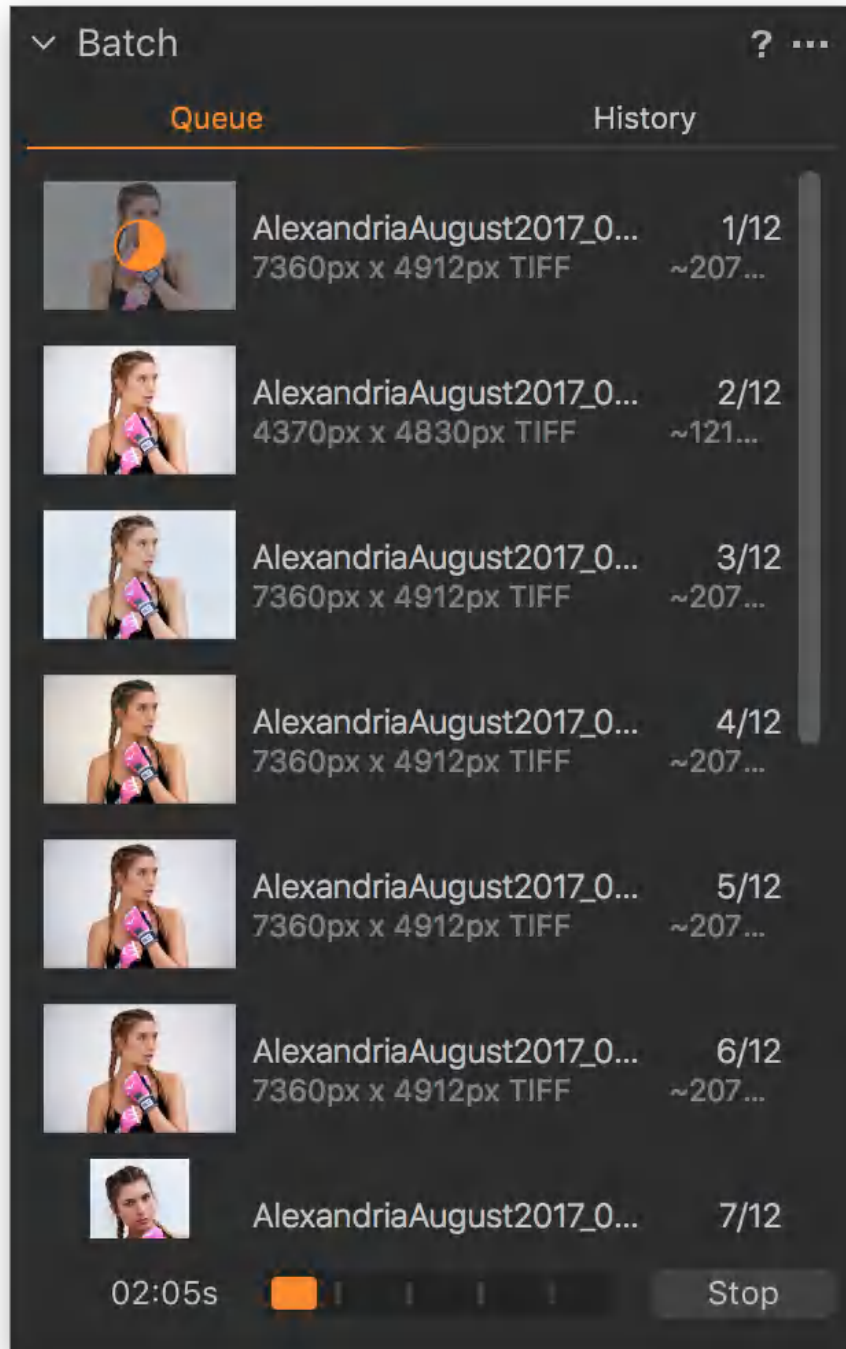 Batch ? ...
Queue History
AlexandriaAugust2017_0... 1/12
7360px x 4912px TIFF ~207...
AlexandriaAugust2017_0... 2/12
4370px x 4830px TIFF ~121...
AlexandriaAugust2017_0... 3/12
7360px x 4912px TIFF ~207...
AlexandriaAugust2017_0... 4/12
7360px x 4912px TIFF ~207...
AlexandriaAugust2017_0... 5/12
7360px x 4912px TIFF ~207...
AlexandriaAugust2017_0... 6/12
7360px x 4912px TIFF ~207...
AlexandriaAugust2017_0... 7/12
02:05s Stop